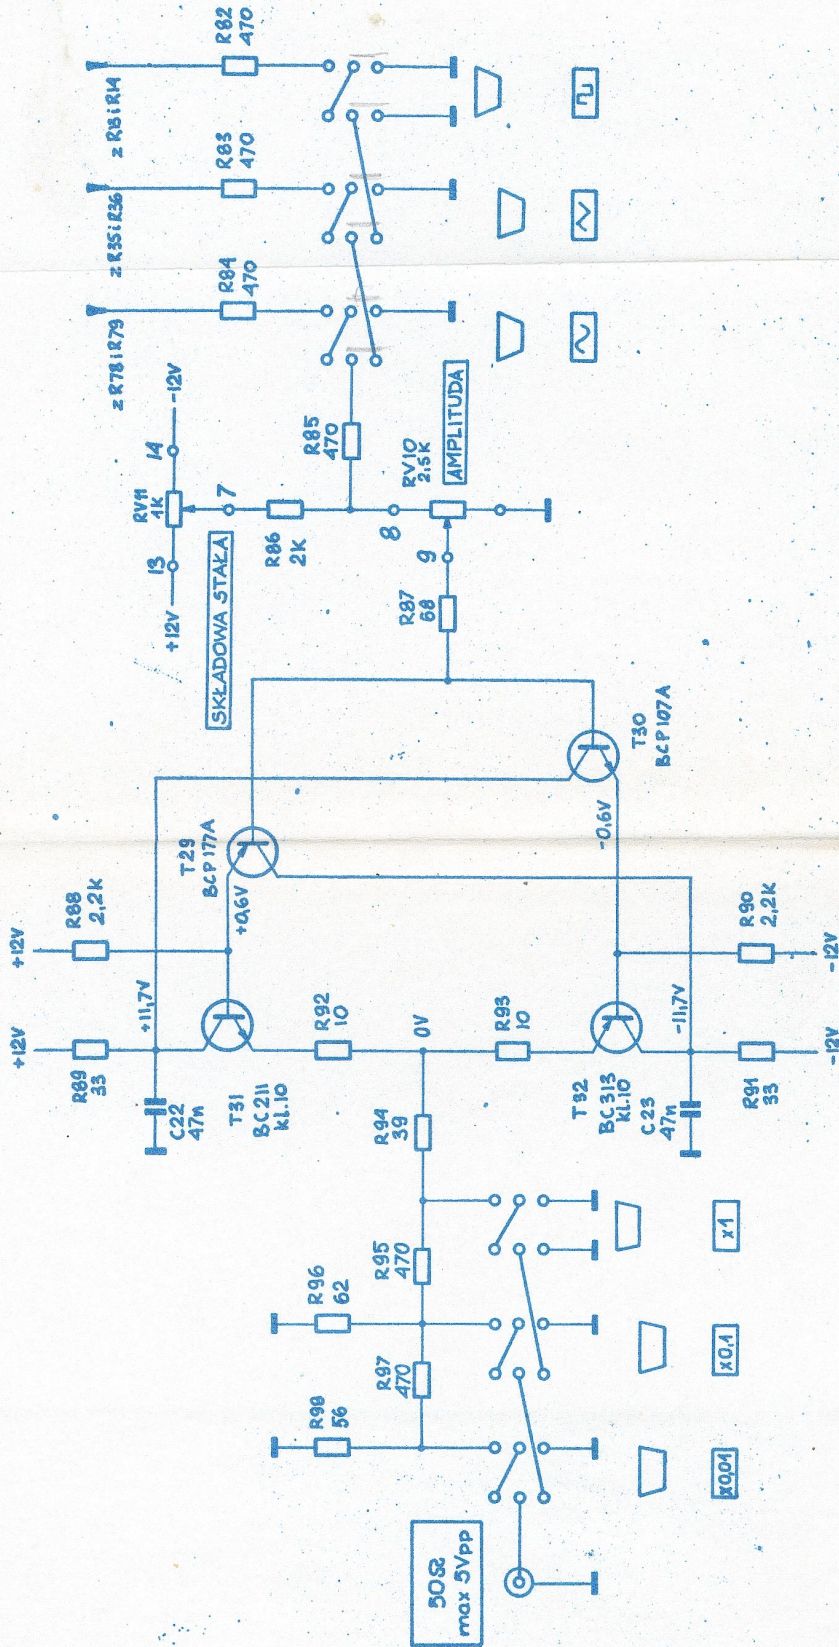 50Ω
max 5Vpp
x0,01
x0,1
x1
R98
56
R97
470
R96
62
R95
470
R94
39
+12V
+12V
R89
33
R88
2,2K
C22
47n
+11,7V
T31
BC211
kl.10
R92
10
0V
R93
10
T32
BC313
kl.10
C23
47n
-11,7V
R91
33
R90
2,2K
-12V
-12V
T29
BCP177A
+0,6V
-0,6V
T30
BCP107A
SKŁADOWA STAŁA
+12V
13
RV11
1K
14
-12V
7
R86
2K
R87
68
9
8
RV10
2,5K
AMPLITUDA
R85
470
z R78 i R79
R84
470
z R35 i R36
R83
470
z R13 i R14
R82
470